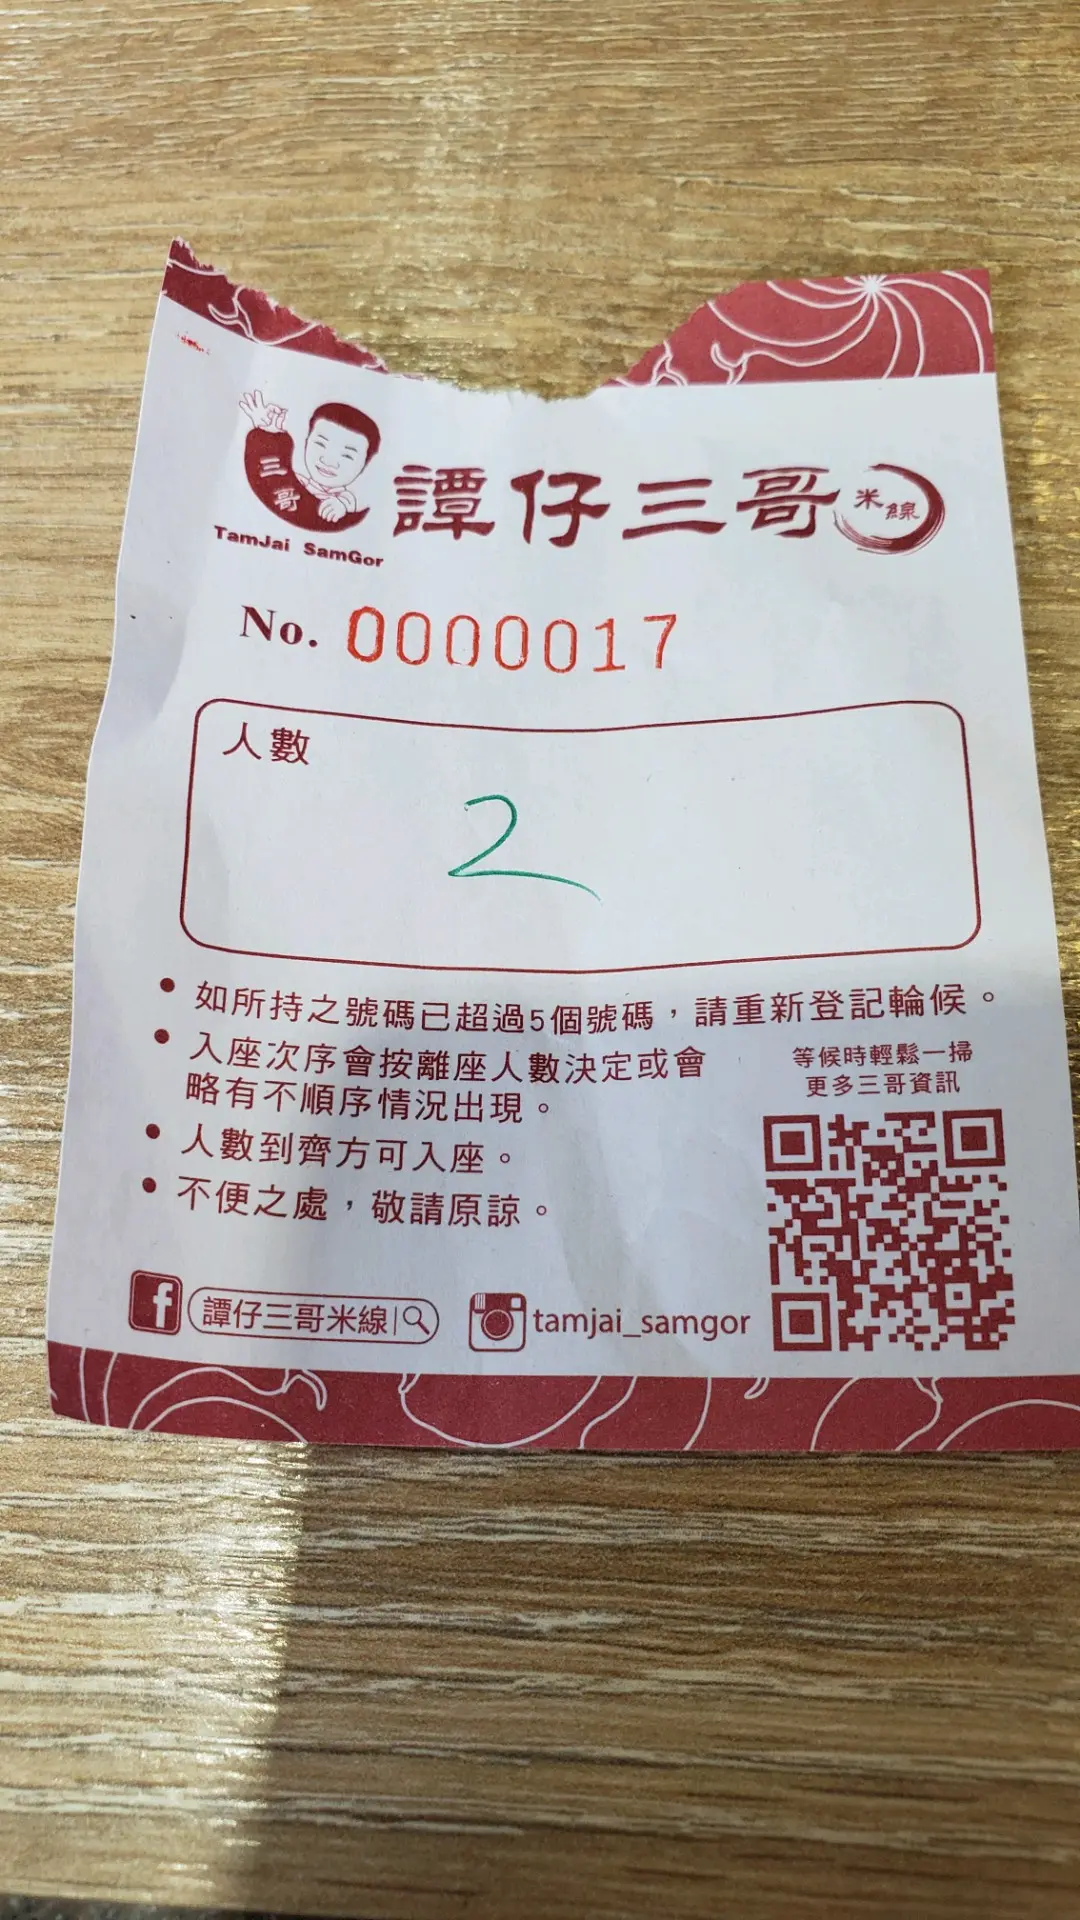 三哥
TamJai SamGor
譚仔三哥米線
No. 0000017
人數
2
• 如所持之號碼已超過5個號碼，請重新登記輪候。
• 入座次序會按離座人數決定或會
略有不順序情況出現。
• 人數到齊方可入座。
• 不便之處，敬請原諒。
等候時輕鬆一掃
更多三哥資訊
f 譚仔三哥米線
tamjai_samgor